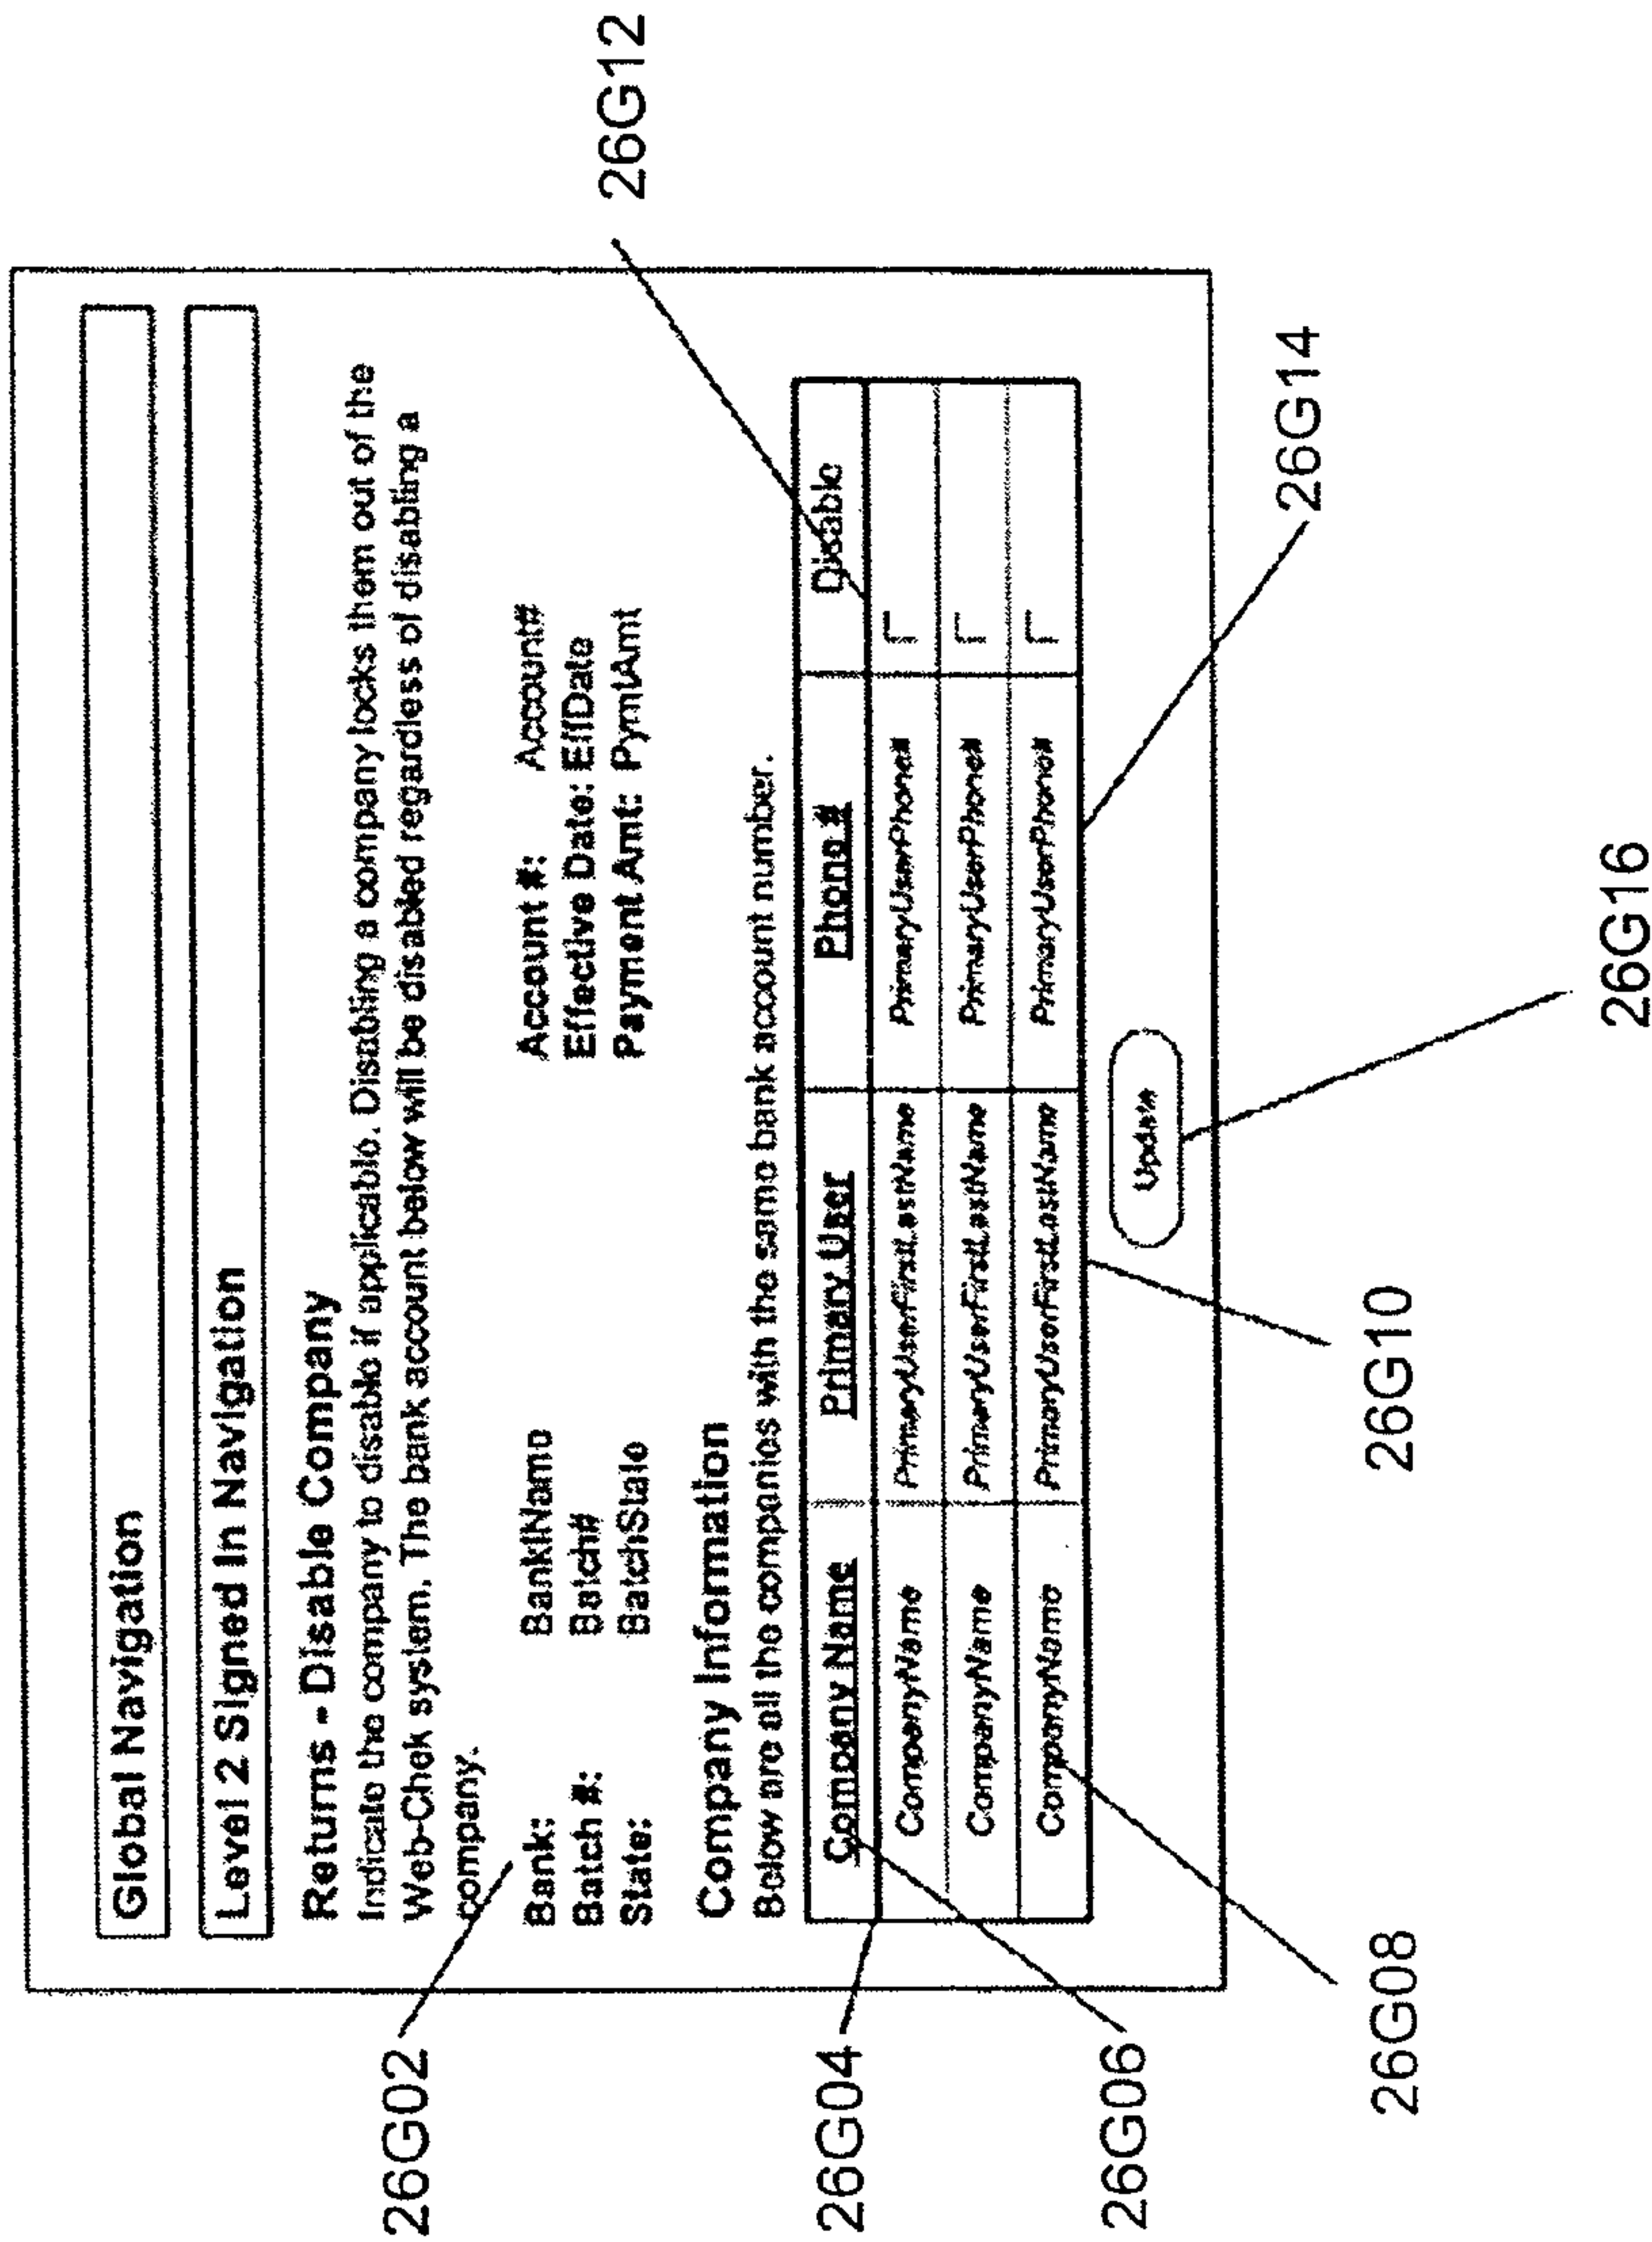 Global Navigation
Level 2 Signed In Navigation
Returns - Disable Company
Indicate the company to disable if applicable. Disabling a company locks them out of the
Web-Chek system. The bank account below will be disabled regardless of disabling a
company.
Bank: BankName Account #: Account#
Batch #: Batch# Effective Date: EffDate
State: BatchState Payment Amt: PymtAmt
Company Information
Below are all the companies with the same bank account number.
Company Name Primary User Phone # Disable
CompanyName PrimaryUserFirstLastName PrimaryUserPhone#
CompanyName PrimaryUserFirstLastName PrimaryUserPhone#
CompanyName PrimaryUserFirstLastName PrimaryUserPhone#
Update
26G02
26G04
26G06
26G08
26G10
26G12
26G14
26G16